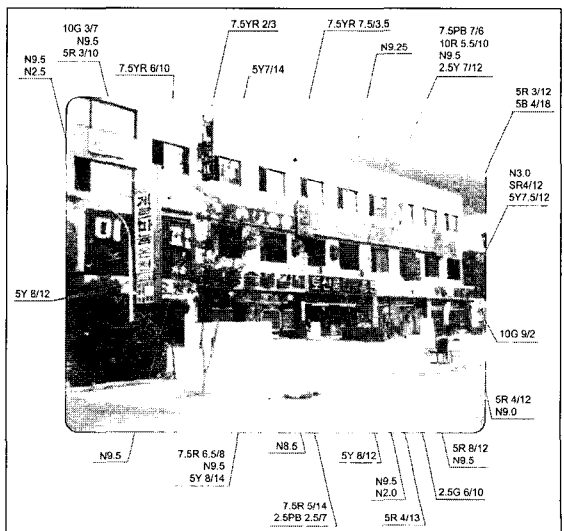 10G 3/7
N9.5
5R 3/10
N9.5
N2.5
7.5YR 6/10
7.5YR 2/3
5Y7/14
7.5YR 7.5/3.5
N9.25
7.5PB 7/6
10R 5.5/10
N9.5
2.5Y 7/12
5R 3/12
5B 4/18
N3.0
SR4/12
5Y7.5/12
미
5Y 8/12
10G 9/2
5R 4/12
N9.0
N9.5
7.5R 6.5/8
N9.5
5Y 8/14
N8.5
7.5R 5/14
2.5PB 2.5/7
5Y 8/12
N9.5
N2.0
5R 4/13
2.5G 6/10
5R 8/12
N9.5